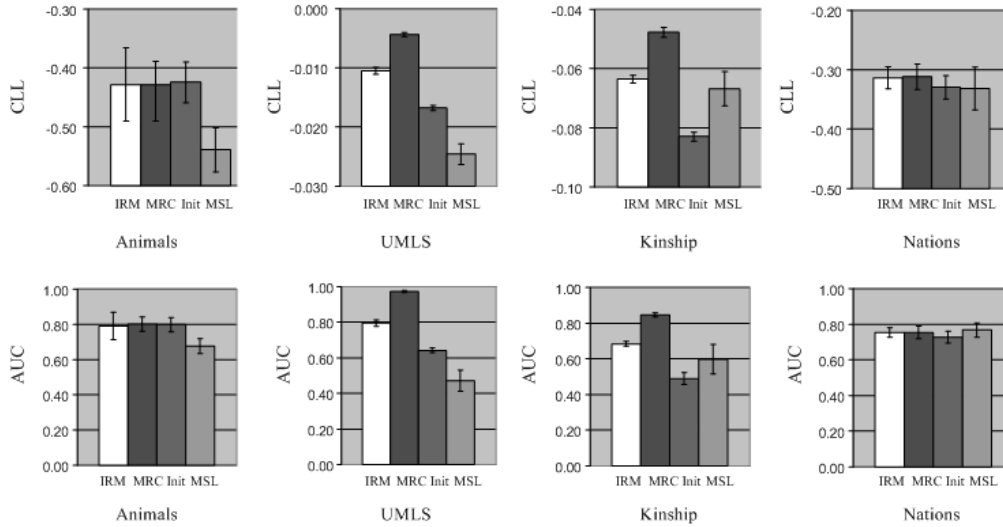 -0.30
-0.40
-0.50
-0.60
CLL
IRM MRC Init MSL
Animals
0.000
-0.010
-0.020
-0.030
CLL
IRM MRC Init MSL
UMLS
-0.04
-0.06
-0.08
-0.10
CLL
IRM MRC Init MSL
Kinship
-0.20
-0.30
-0.40
-0.50
CLL
IRM MRC Init MSL
Nations
1.00
0.80
0.60
0.40
0.20
0.00
AUC
IRM MRC Init MSL
Animals
1.00
0.80
0.60
0.40
0.20
0.00
AUC
IRM MRC Init MSL
UMLS
1.00
0.80
0.60
0.40
0.20
0.00
AUC
IRM MRC Init MSL
Kinship
1.00
0.80
0.60
0.40
0.20
0.00
AUC
IRM MRC Init MSL
Nations